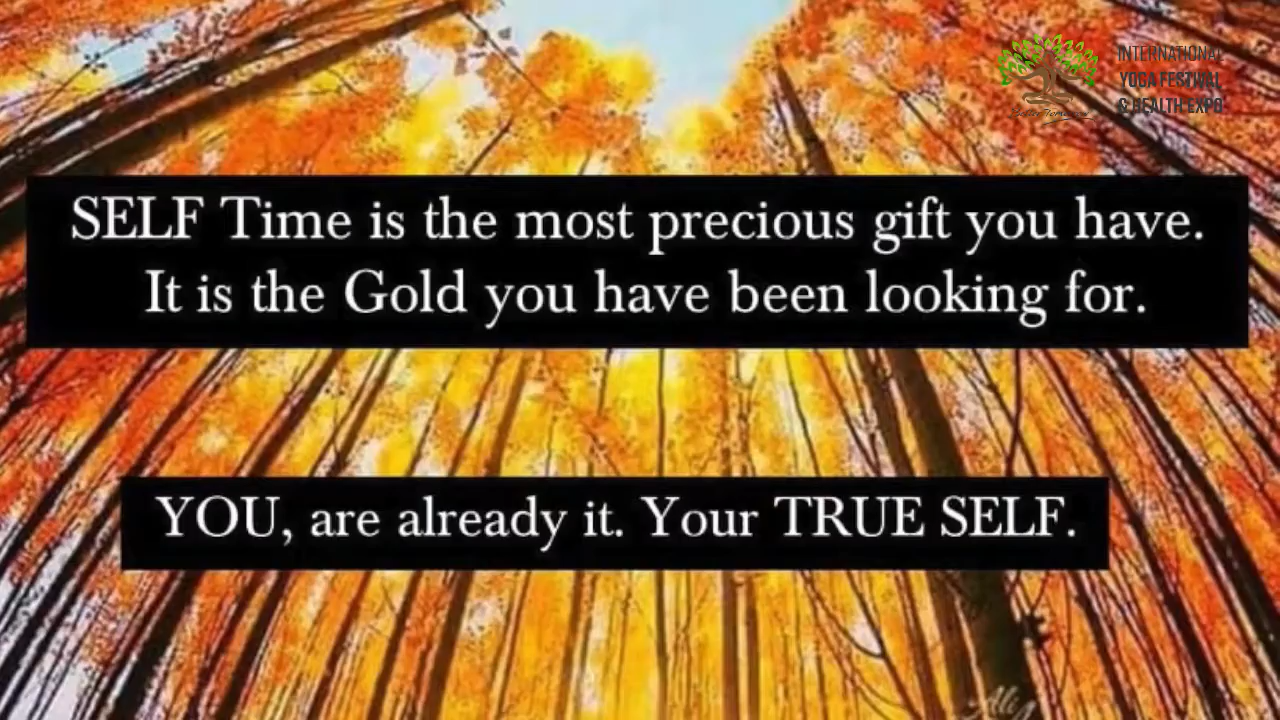 INTERNATIONAL
YOGA FESTIVAL
& HEALTH EXPO
SELF Time is the most precious gift you have.
It is the Gold you have been looking for.
YOU, are already it. Your TRUE SELF.